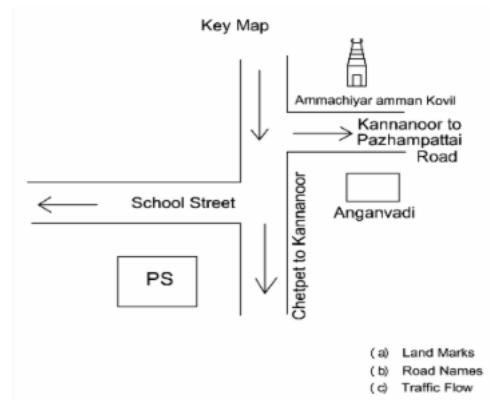 Key Map
Ammachiyar amman Kovil
Kannanoor to
Pazhampattai
Road
School Street
Anganvadi
Chetpet to Kannanoor
PS
(a) Land Marks
(b) Road Names
(c) Traffic Flow